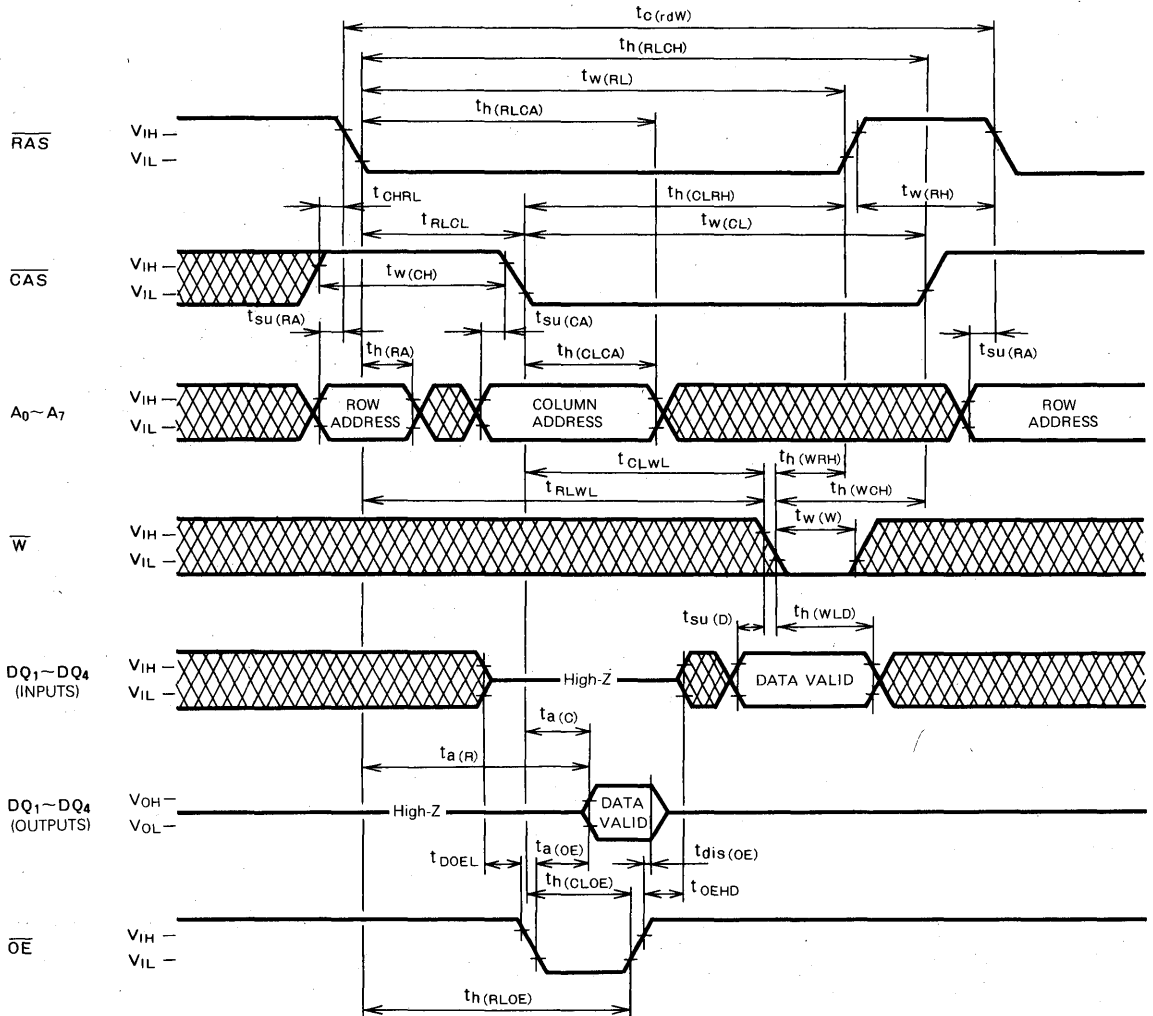 tc(rdW)
th(RLCH)
tw(RL)
th(RLCA)
RAS
VIH
VIL
tCHRL
th(CLRH)
tw(RH)
tRLCL
tw(CL)
CAS
VIH
VIL
tw(CH)
tsu(RA)
tsu(CA)
th(RA)
th(CLCA)
tsu(RA)
A0~A7
VIH
VIL
ROW ADDRESS
COLUMN ADDRESS
ROW ADDRESS
tCLWL
th(WRH)
tRLWL
th(WCH)
tw(W)
W
VIH
VIL
tsu(D)
th(WLD)
DQ1~DQ4
(INPUTS)
VIH
VIL
High-Z
DATA VALID
ta(C)
ta(R)
DQ1~DQ4
(OUTPUTS)
VOH
VOL
High-Z
DATA VALID
tDOEL
ta(OE)
tdis(OE)
th(CLOE)
tOEHD
OE
VIH
VIL
th(RLOE)